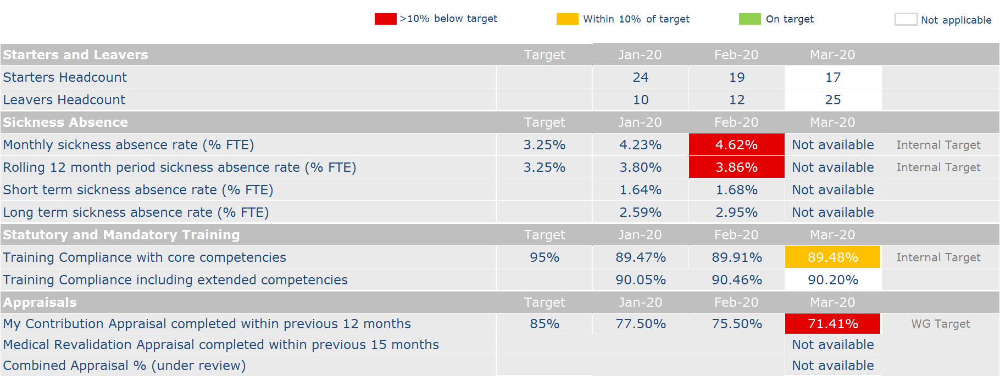 >10% below target Within 10% of target On target Not applicable
Starters and Leavers Target Jan-20 Feb-20 Mar-20
Starters Headcount 24 19 17
Leavers Headcount 10 12 25
Sickness Absence Target Jan-20 Feb-20 Mar-20
Monthly sickness absence rate (% FTE) 3.25% 4.23% 4.62% Not available Internal Target
Rolling 12 month period sickness absence rate (% FTE) 3.25% 3.80% 3.86% Not available Internal Target
Short term sickness absence rate (% FTE) 1.64% 1.68% Not available
Long term sickness absence rate (% FTE) 2.59% 2.95% Not available
Statutory and Mandatory Training Target Jan-20 Feb-20 Mar-20
Training Compliance with core competencies 95% 89.47% 89.91% 89.48% Internal Target
Training Compliance including extended competencies 90.05% 90.46% 90.20%
Appraisals Target Jan-20 Feb-20 Mar-20
My Contribution Appraisal completed within previous 12 months 85% 77.50% 75.50% 71.41% WG Target
Medical Revalidation Appraisal completed within previous 15 months Not available
Combined Appraisal % (under review) Not available